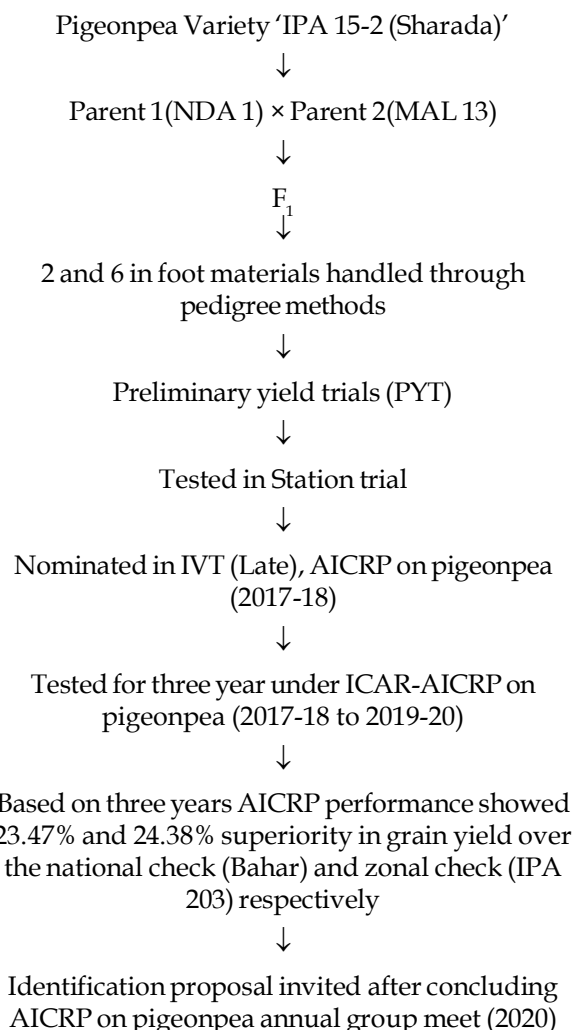 Pigeonpea Variety ‘IPA 15-2 (Sharada)’
↓
Parent 1(NDA 1) × Parent 2(MAL 13)
↓
F₁
↓
2 and 6 in foot materials handled through
pedigree methods
↓
Preliminary yield trials (PYT)
↓
Tested in Station trial
↓
Nominated in IVT (Late), AICRP on pigeonpea
(2017-18)
↓
Tested for three year under ICAR-AICRP on
pigeonpea (2017-18 to 2019-20)
↓
Based on three years AICRP performance showed
23.47% and 24.38% superiority in grain yield over
the national check (Bahar) and zonal check (IPA
203) respectively
↓
Identification proposal invited after concluding
AICRP on pigeonpea annual group meet (2020)